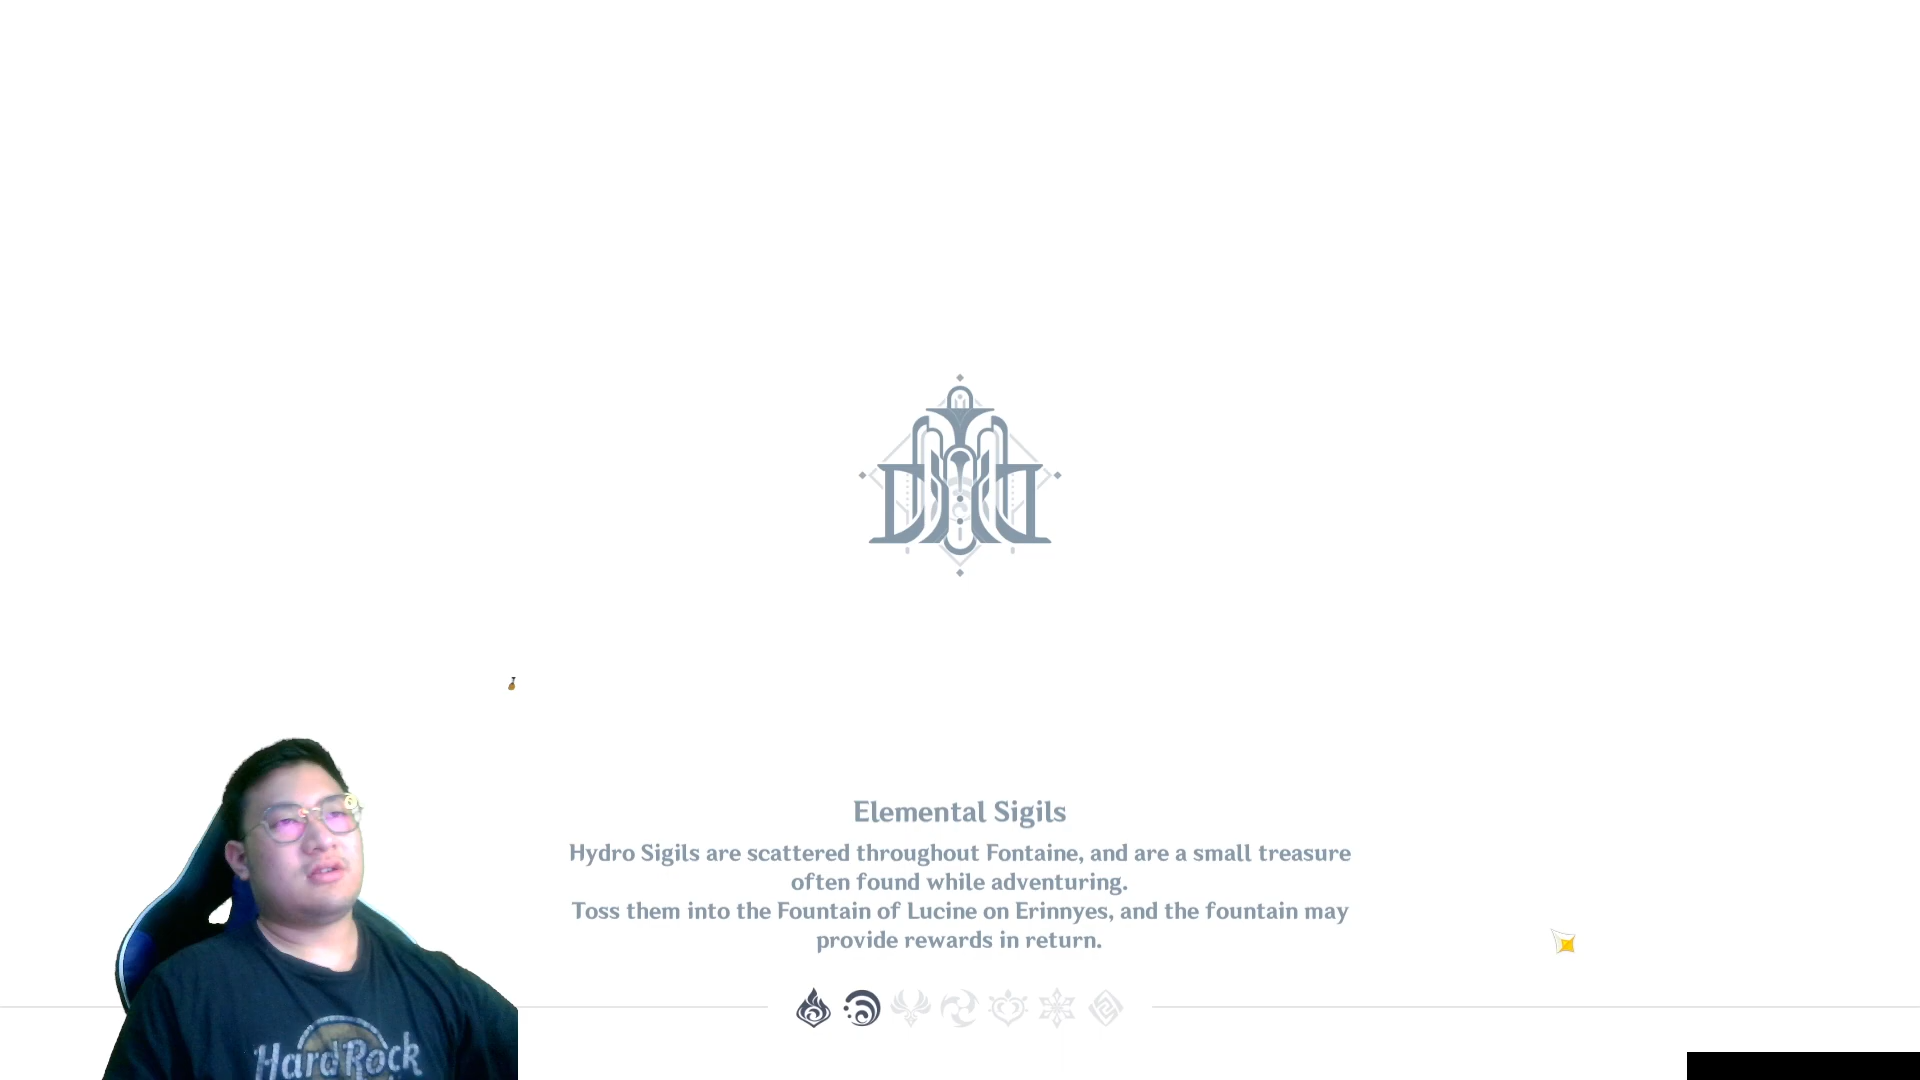 Elemental Sigils
Hydro Sigils are scattered throughout Fontaine, and are a small treasure
often found while adventuring.
Toss them into the Fountain of Lucine on Erinnyes, and the fountain may
provide rewards in return.
Hard Rock